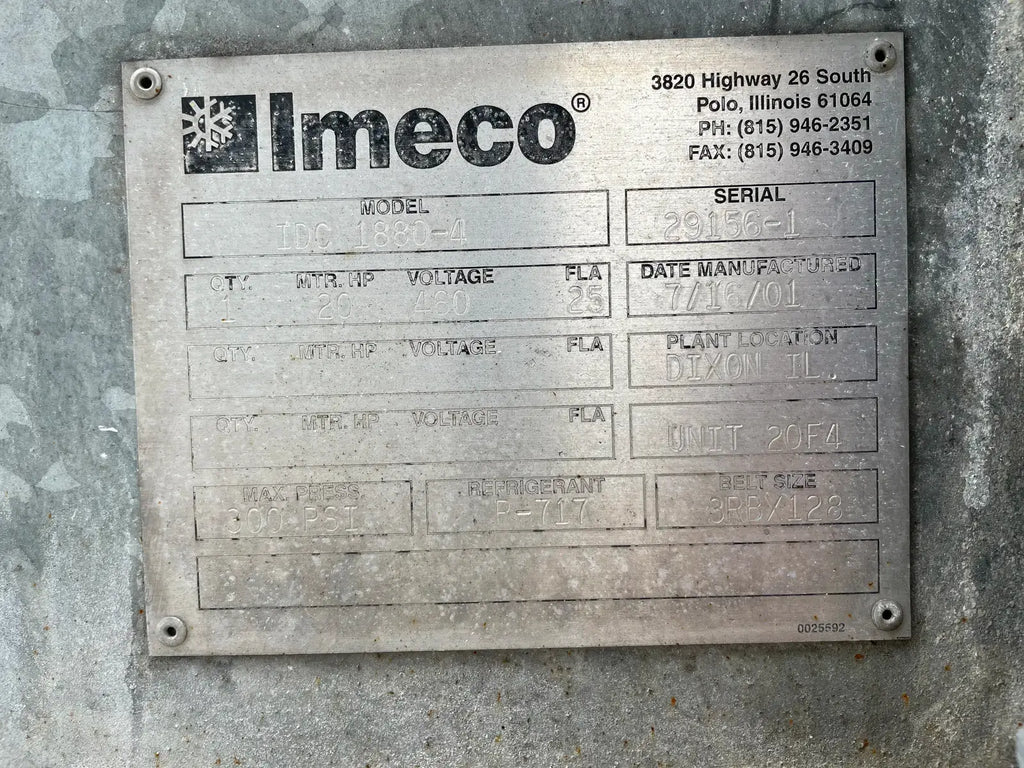 Imeco®
3820 Highway 26 South
Polo, Illinois 61064
PH: (815) 946-2351
FAX: (815) 946-3409
MODEL
IDC 1880-4
SERIAL
29156-1
QTY. MTR. HP VOLTAGE FLA
1 20 460 25
DATE MANUFACTURED
7/16/01
QTY. MTR. HP VOLTAGE FLA
PLANT LOCATION
DIXON IL.
QTY. MTR. HP VOLTAGE FLA
UNIT 20F4
MAX. PRESS.
300 PSI
REFRIGERANT
R-717
BELT SIZE
3RB/128
0025592